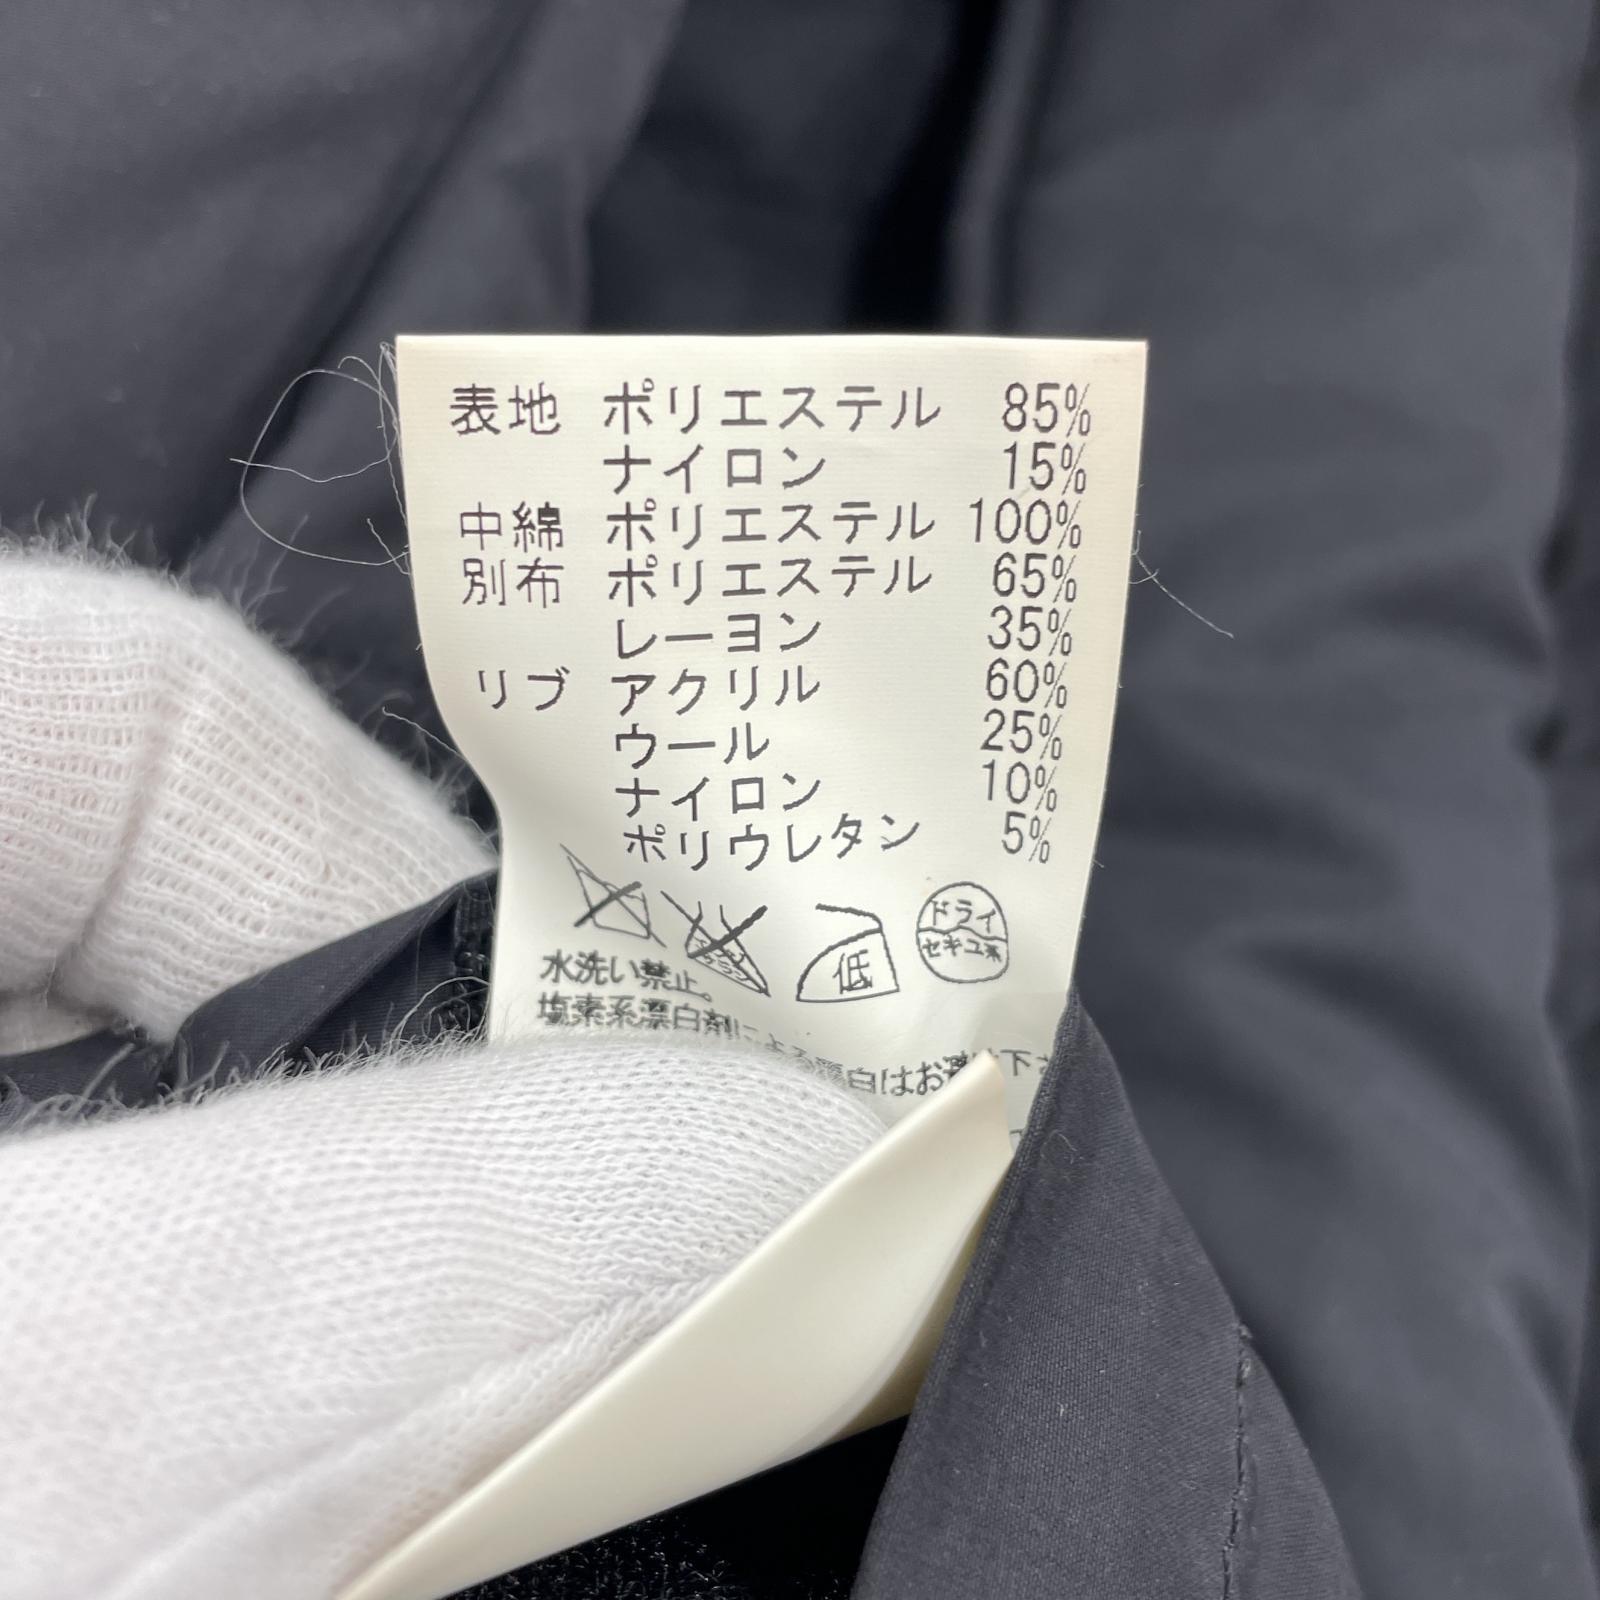 表地 ポリエステル 85%
ナイロン 15%
中綿 ポリエステル 100%
別布 ポリエステル 65%
レーヨン 35%
リブ アクリル 60%
ウール 25%
ナイロン 10%
ポリウレタン 5%
低
ドライ
セキユ系
水洗い禁止。
塩素系漂白剤による漂白はお避け下さ